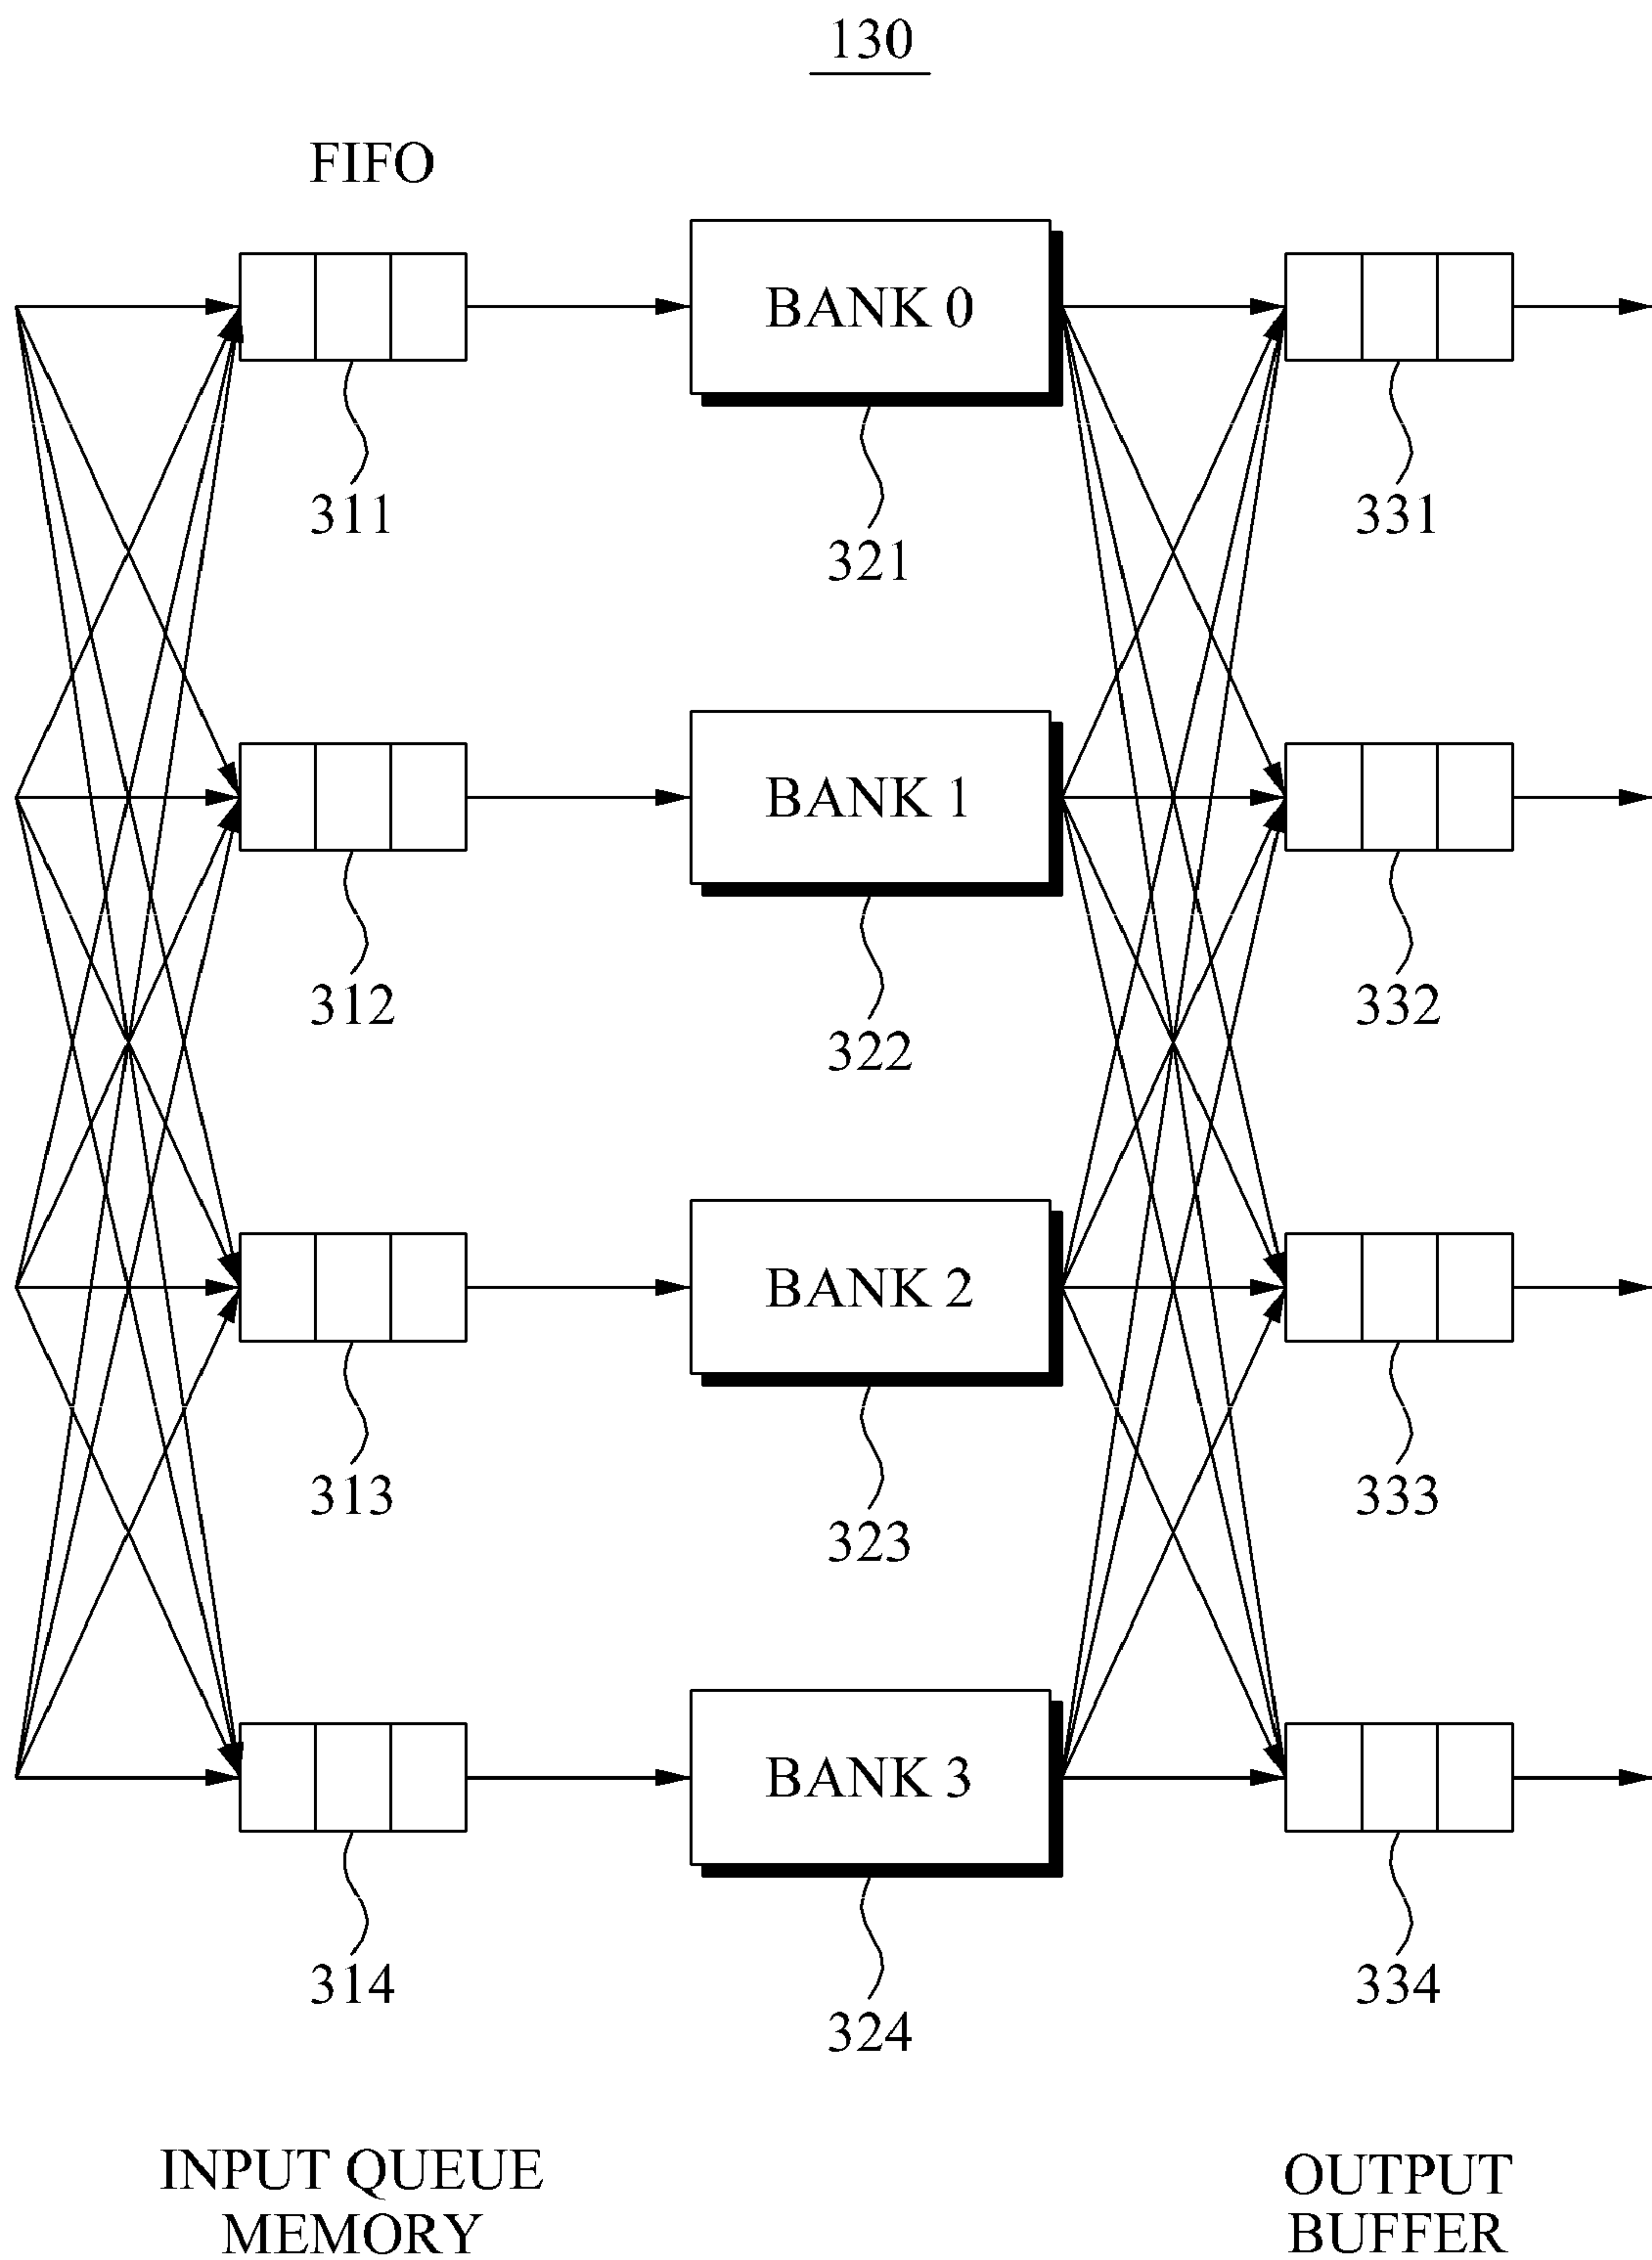 130
FIFO
BANK 0
311
331
321
BANK 1
312
332
322
BANK 2
313
333
323
BANK 3
314
334
324
INPUT QUEUE
MEMORY
OUTPUT
BUFFER